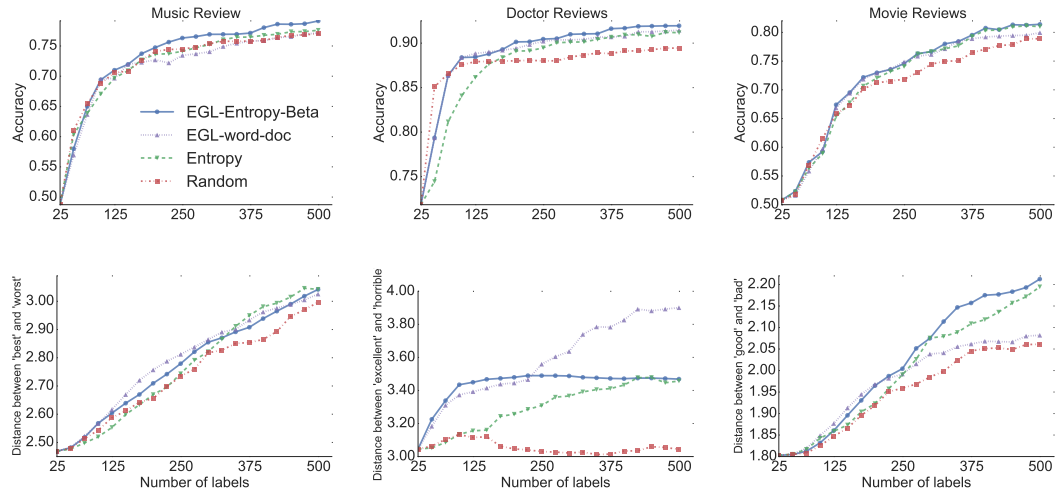 Music Review
Doctor Reviews
Movie Reviews
Accuracy
0.75
0.70
0.65
0.60
0.55
0.50
25 125 250 375 500
EGL-Entropy-Beta
EGL-word-doc
Entropy
Random
Accuracy
0.90
0.85
0.80
0.75
25 125 250 375 500
Accuracy
0.80
0.75
0.70
0.65
0.60
0.55
0.50
25 125 250 375 500
Distance between 'best' and 'worst'
3.00
2.90
2.80
2.70
2.60
2.50
25 125 250 375 500
Number of labels
Distance between 'excellent' and 'horrible
4.00
3.80
3.60
3.40
3.20
3.00
25 125 250 375 500
Number of labels
Distance between 'good' and 'bad'
2.20
2.15
2.10
2.05
2.00
1.95
1.90
1.85
1.80
25 125 250 375 500
Number of labels